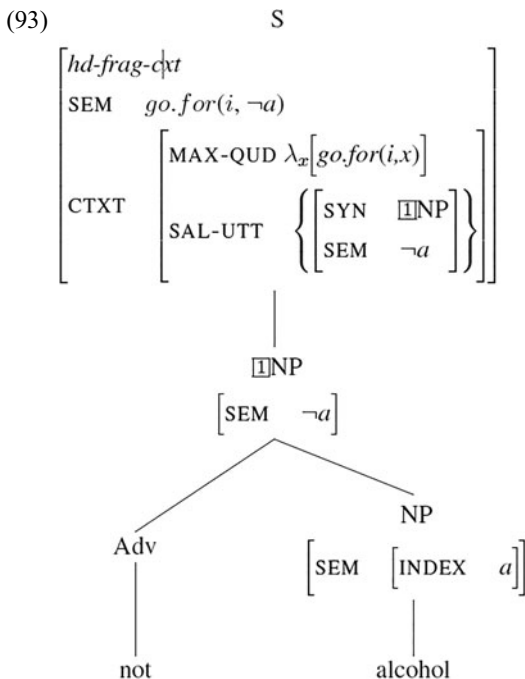 (93) S
hd-frag-cxt
SEM go.for(i, ¬a)
CTXT
MAX-QUD λx[go.for(i,x)]
SAL-UTT
SYN 1NP
SEM ¬a
1NP
[SEM ¬a]
Adv
NP
[SEM [INDEX a]]
not alcohol